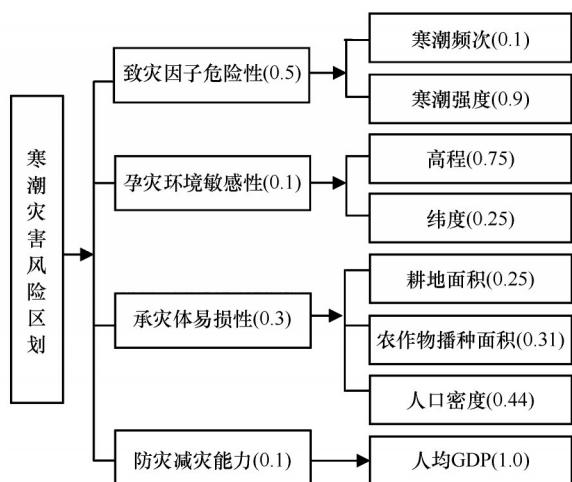 寒潮灾害风险区划
致灾因子危险性(0.5)
寒潮频次(0.1)
寒潮强度(0.9)
孕灾环境敏感性(0.1)
高程(0.75)
纬度(0.25)
承灾体易损性(0.3)
耕地面积(0.25)
农作物播种面积(0.31)
人口密度(0.44)
防灾减灾能力(0.1)
人均GDP(1.0)